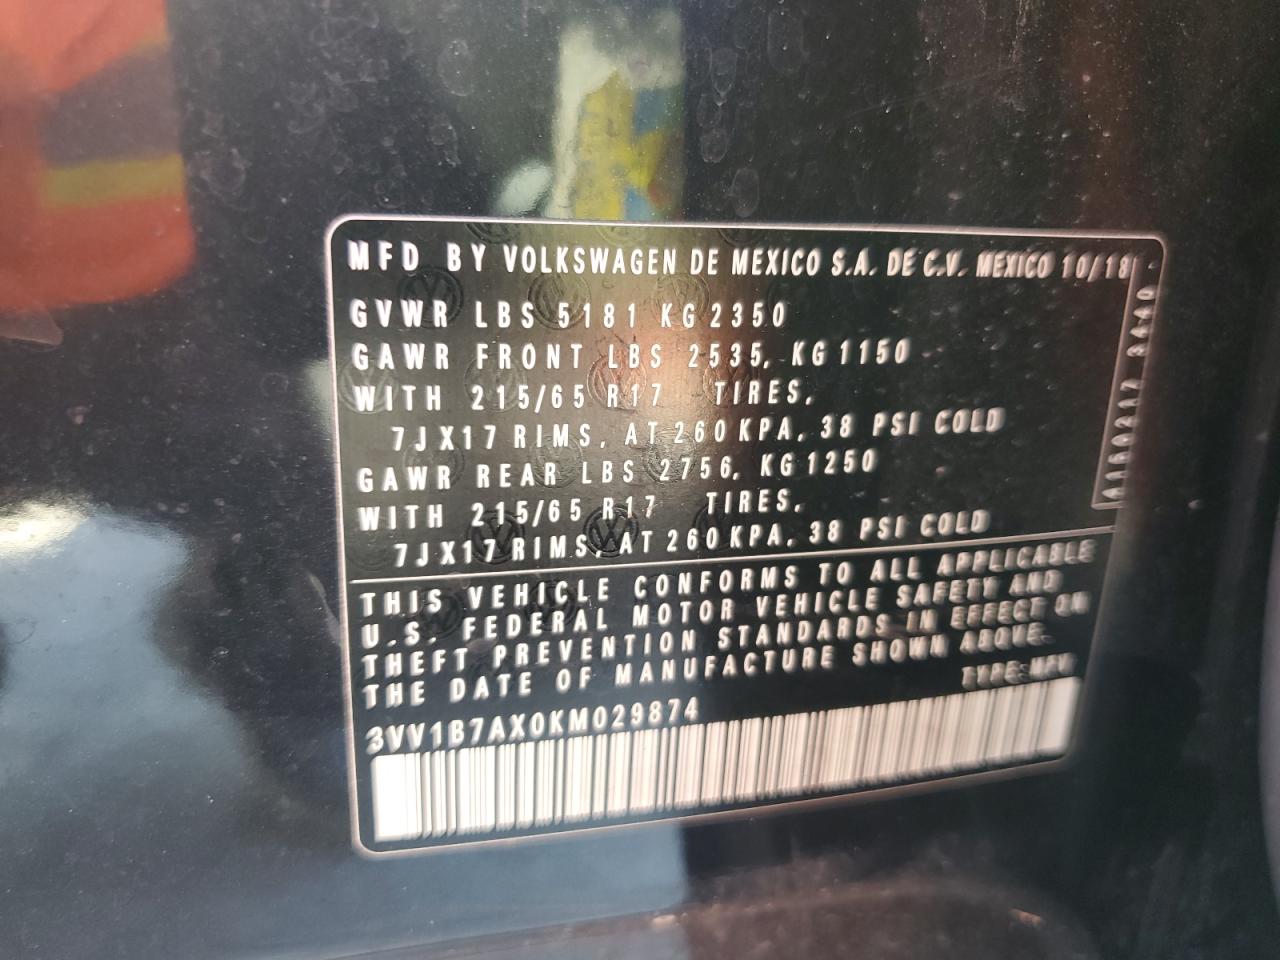 MFD BY VOLKSWAGEN DE MEXICO S.A. DE C.V. MEXICO 10/18
GVWR LBS 5181 KG 2350
GAWR FRONT LBS 2535, KG 1150
WITH 215/65 R17 TIRES,
7JX17 RIMS, AT 260 KPA, 38 PSI COLD
GAWR REAR LBS 2756, KG 1250
WITH 215/65 R17 TIRES,
7JX17 RIMS, AT 260 KPA, 38 PSI COLD
THIS VEHICLE CONFORMS TO ALL APPLICABLE
U.S. FEDERAL MOTOR VEHICLE SAFETY AND
THEFT PREVENTION STANDARDS IN EFFECT ON
THE DATE OF MANUFACTURE SHOWN ABOVE.
TYPE: MPV
3VV1B7AX0KM029874